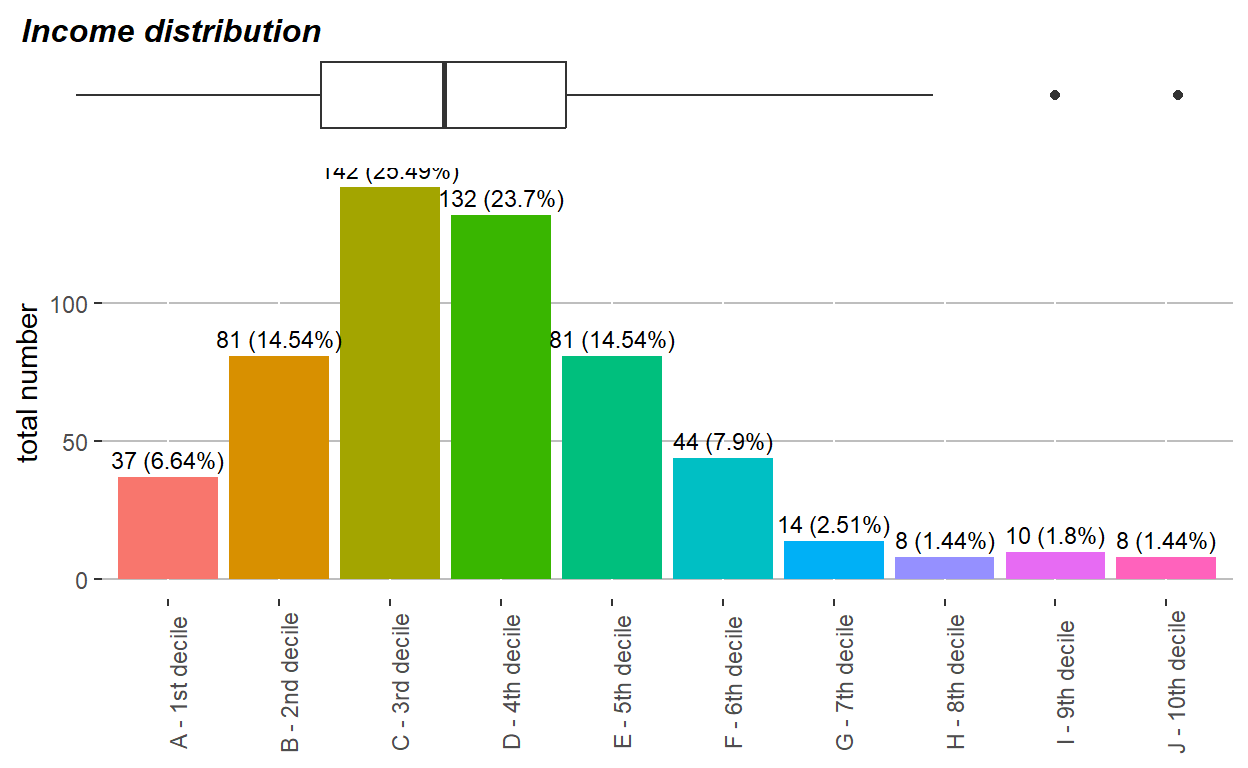 Income distribution
142 (25.49%)
132 (23.7%)
81 (14.54%)
81 (14.54%)
44 (7.9%)
37 (6.64%)
14 (2.51%)
8 (1.44%)
10 (1.8%)
8 (1.44%)
total number
100
50
0
A - 1st decile
B - 2nd decile
C - 3rd decile
D - 4th decile
E - 5th decile
F - 6th decile
G - 7th decile
H - 8th decile
I - 9th decile
J - 10th decile